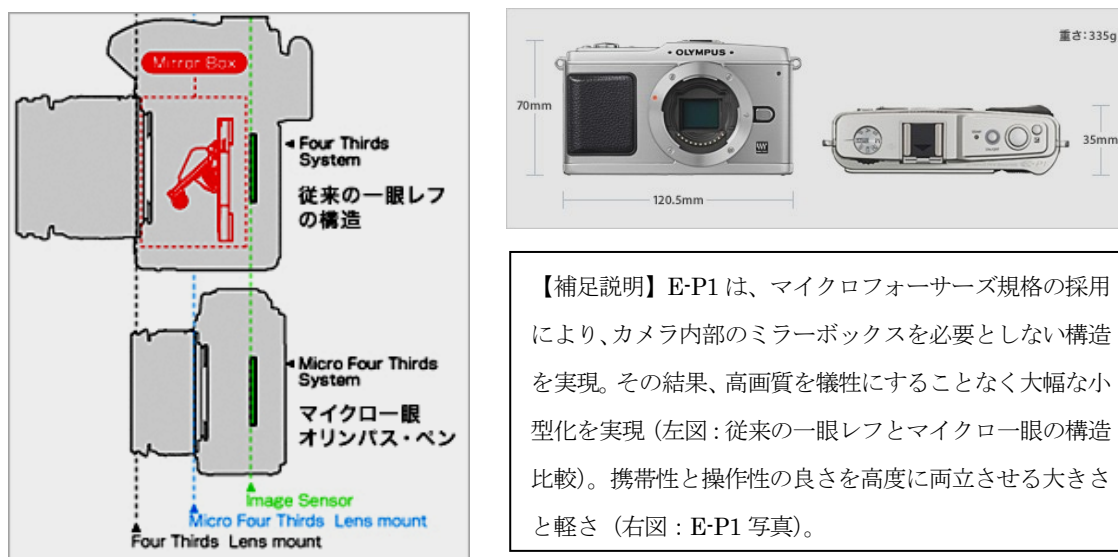 Mirror Box
Four Thirds
System
従来の一眼レフ
の構造
Micro Four Thirds
System
マイクロ一眼
オリンパス・ペン
Image Sensor
Micro Four Thirds Lens mount
Four Thirds Lens mount
重さ:335g
OLYMPUS
70mm
35mm
120.5mm
【補足説明】E-P1 は、マイクロフォーサーズ規格の採用
により、カメラ内部のミラーボックスを必要としない構造
を実現。その結果、高画質を犠牲にすることなく大幅な小
型化を実現（左図：従来の一眼レフとマイクロ一眼の構造
比較）。携帯性と操作性の良さを高度に両立させる大きさ
と軽さ（右図：E-P1 写真）。